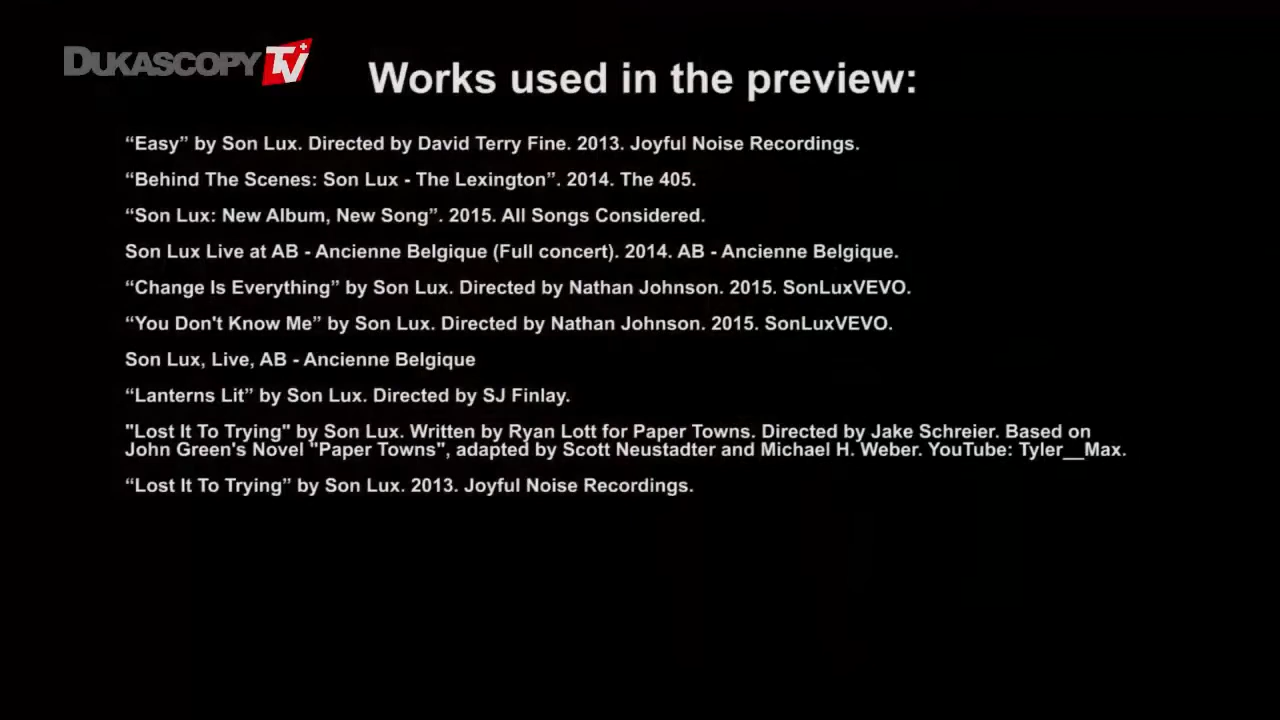 DUKASCOPY TV
Works used in the preview:
“Easy” by Son Lux. Directed by David Terry Fine. 2013. Joyful Noise Recordings.
“Behind The Scenes: Son Lux - The Lexington”. 2014. The 405.
“Son Lux: New Album, New Song”. 2015. All Songs Considered.
Son Lux Live at AB - Ancienne Belgique (Full concert). 2014. AB - Ancienne Belgique.
“Change Is Everything” by Son Lux. Directed by Nathan Johnson. 2015. SonLuxVEVO.
“You Don't Know Me” by Son Lux. Directed by Nathan Johnson. 2015. SonLuxVEVO.
Son Lux, Live, AB - Ancienne Belgique
“Lanterns Lit” by Son Lux. Directed by SJ Finlay.
"Lost It To Trying" by Son Lux. Written by Ryan Lott for Paper Towns. Directed by Jake Schreier. Based on
John Green's Novel "Paper Towns", adapted by Scott Neustadter and Michael H. Weber. YouTube: Tyler__Max.
“Lost It To Trying” by Son Lux. 2013. Joyful Noise Recordings.